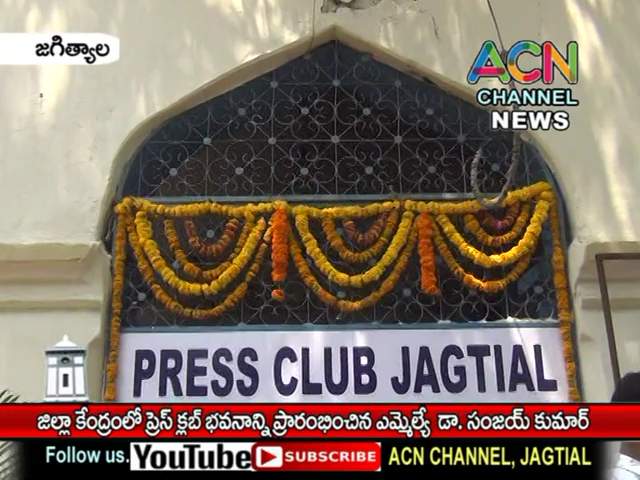 జగిత్యాల
ACN
CHANNEL
NEWS
PRESS CLUB JAGTIAL
జిల్లా కేంద్రంలో ప్రెస్ క్లబ్ భవనాన్ని ప్రారంభించిన ఎమ్మెల్యే డా. సంజయ్ కుమార్
Follow us. YouTube SUBSCRIBE ACN CHANNEL, JAGTIAL